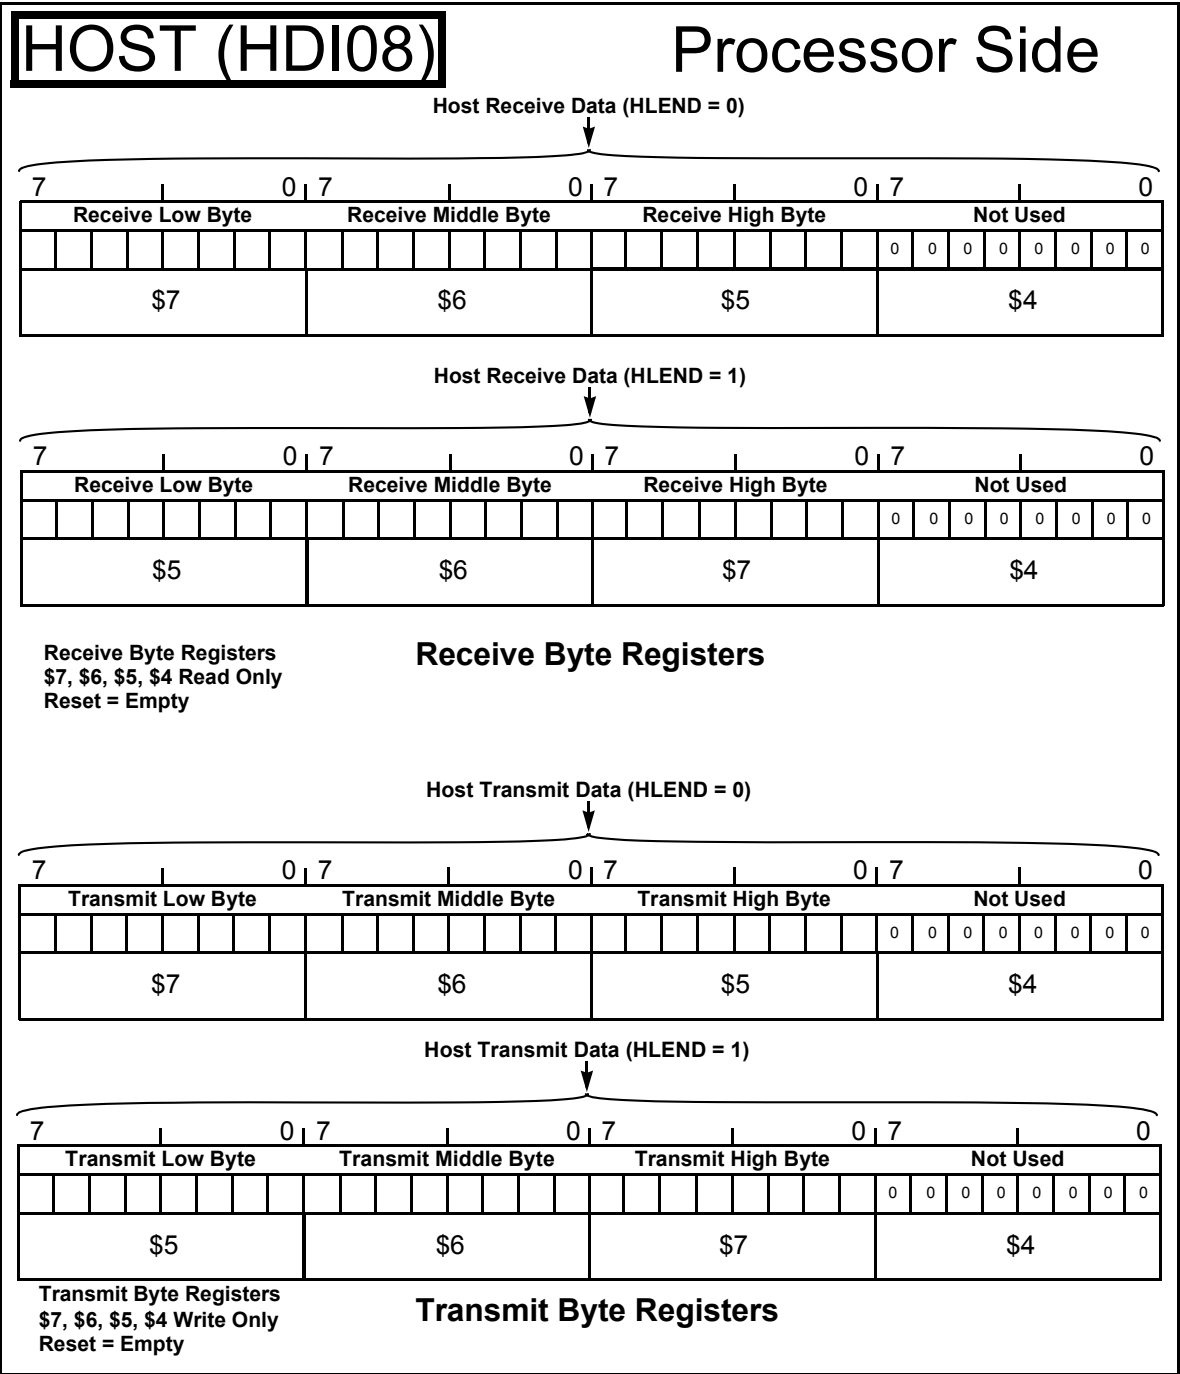 HOST (HDI08) Processor Side
Host Receive Data (HLEND = 0)
7 0 7 0 7 0 7 0
Receive Low Byte Receive Middle Byte Receive High Byte Not Used
0 0 0 0 0 0 0 0
$7 $6 $5 $4
Host Receive Data (HLEND = 1)
7 0 7 0 7 0 7 0
Receive Low Byte Receive Middle Byte Receive High Byte Not Used
0 0 0 0 0 0 0 0
$5 $6 $7 $4
Receive Byte Registers
$7, $6, $5, $4 Read Only
Reset = Empty
Receive Byte Registers
Host Transmit Data (HLEND = 0)
7 0 7 0 7 0 7 0
Transmit Low Byte Transmit Middle Byte Transmit High Byte Not Used
0 0 0 0 0 0 0 0
$7 $6 $5 $4
Host Transmit Data (HLEND = 1)
7 0 7 0 7 0 7 0
Transmit Low Byte Transmit Middle Byte Transmit High Byte Not Used
0 0 0 0 0 0 0 0
$5 $6 $7 $4
Transmit Byte Registers
$7, $6, $5, $4 Write Only
Reset = Empty
Transmit Byte Registers